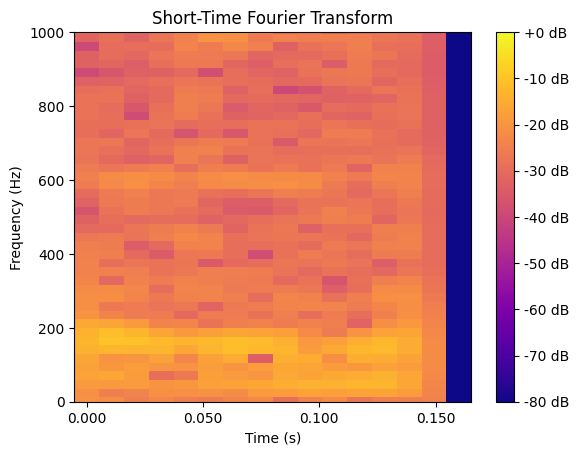 Short-Time Fourier Transform
1000
800
600
400
200
0
Frequency (Hz)
0.000
0.050
0.100
0.150
Time (s)
+0 dB
-10 dB
-20 dB
-30 dB
-40 dB
-50 dB
-60 dB
-70 dB
-80 dB